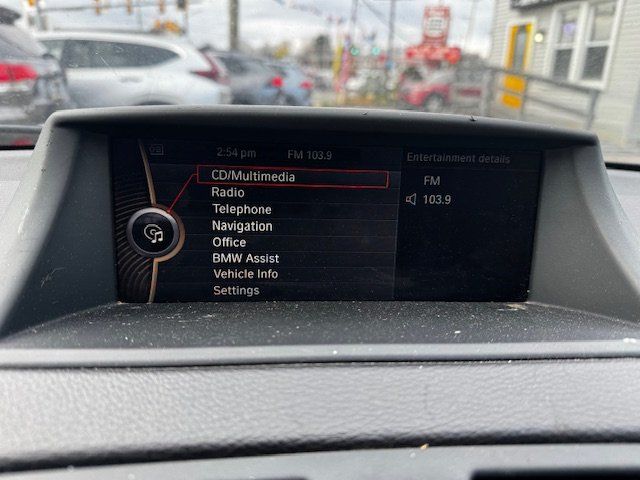 2:54 pm FM 103.9 Entertainment details
CD/Multimedia
Radio
Telephone
Navigation
Office
BMW Assist
Vehicle Info
Settings
FM
103.9